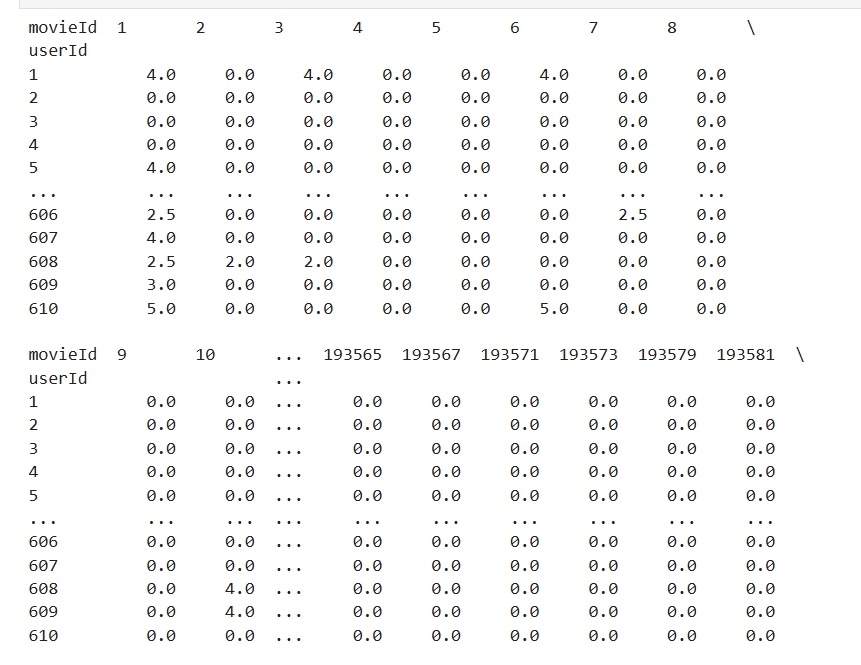 movieId  1        2        3        4        5        6        7        8        \
userId
1             4.0      0.0      4.0      0.0      0.0      4.0      0.0      0.0
2             0.0      0.0      0.0      0.0      0.0      0.0      0.0      0.0
3             0.0      0.0      0.0      0.0      0.0      0.0      0.0      0.0
4             0.0      0.0      0.0      0.0      0.0      0.0      0.0      0.0
5             4.0      0.0      0.0      0.0      0.0      0.0      0.0      0.0
...           ...      ...      ...      ...      ...      ...      ...      ...
606           2.5      0.0      0.0      0.0      0.0      0.0      2.5      0.0
607           4.0      0.0      0.0      0.0      0.0      0.0      0.0      0.0
608           2.5      2.0      2.0      0.0      0.0      0.0      0.0      0.0
609           3.0      0.0      0.0      0.0      0.0      0.0      0.0      0.0
610           5.0      0.0      0.0      0.0      0.0      5.0      0.0      0.0
movieId  9        10       ...  193565  193567  193571  193573  193579  193581  \
userId                     ...
1             0.0      0.0  ...     0.0     0.0     0.0     0.0     0.0     0.0
2             0.0      0.0  ...     0.0     0.0     0.0     0.0     0.0     0.0
3             0.0      0.0  ...     0.0     0.0     0.0     0.0     0.0     0.0
4             0.0      0.0  ...     0.0     0.0     0.0     0.0     0.0     0.0
5             0.0      0.0  ...     0.0     0.0     0.0     0.0     0.0     0.0
...           ...      ...  ...     ...     ...     ...     ...     ...     ...
606           0.0      0.0  ...     0.0     0.0     0.0     0.0     0.0     0.0
607           0.0      0.0  ...     0.0     0.0     0.0     0.0     0.0     0.0
608           0.0      4.0  ...     0.0     0.0     0.0     0.0     0.0     0.0
609           0.0      4.0  ...     0.0     0.0     0.0     0.0     0.0     0.0
610           0.0      0.0  ...     0.0     0.0     0.0     0.0     0.0     0.0